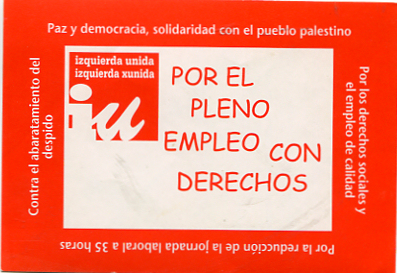 Paz y democracia, solidaridad con el pueblo palestino
izquierda unida
izquierda xunida
iu
POR EL
PLENO
EMPLEO CON
DERECHOS
Por los derechos sociales y
el empleo de calidad
Por la reducción de la jornada laboral a 35 horas
Contra el abaratamiento del
despido